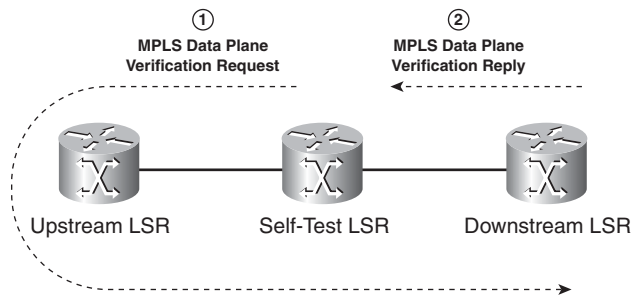 1
MPLS Data Plane
Verification Request
2
MPLS Data Plane
Verification Reply
Upstream LSR
Self-Test LSR
Downstream LSR